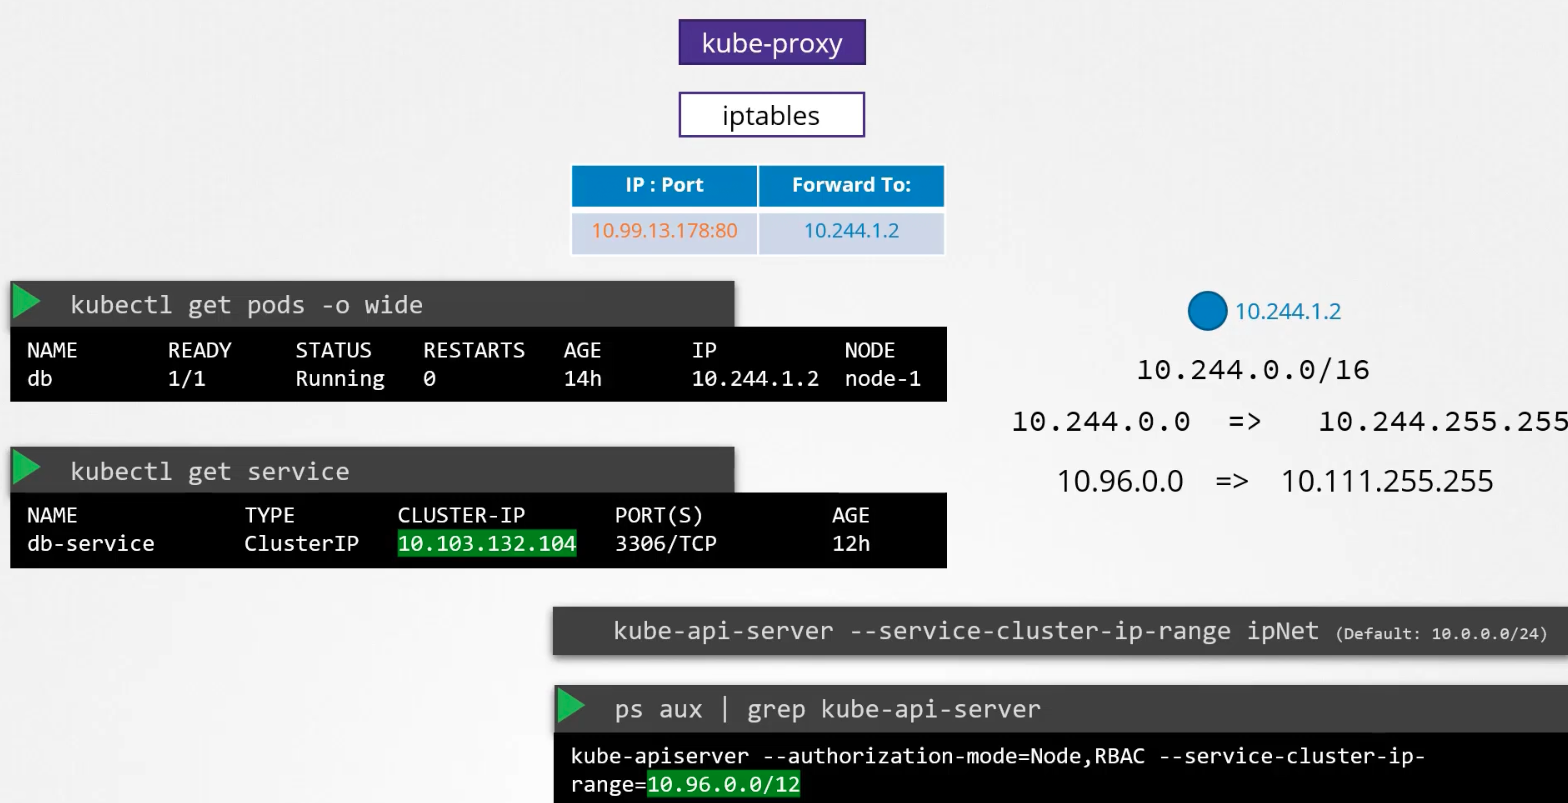 kube-proxy
iptables
IP : Port Forward To:
10.99.13.178:80 10.244.1.2
kubectl get pods -o wide
NAME READY STATUS RESTARTS AGE IP NODE
db 1/1 Running 0 14h 10.244.1.2 node-1
10.244.1.2
10.244.0.0/16
10.244.0.0 => 10.244.255.255
10.96.0.0 => 10.111.255.255
kubectl get service
NAME TYPE CLUSTER-IP PORT(S) AGE
db-service ClusterIP 10.103.132.104 3306/TCP 12h
kube-api-server --service-cluster-ip-range ipNet (Default: 10.0.0.0/24)
ps aux | grep kube-api-server
kube-apiserver --authorization-mode=Node,RBAC --service-cluster-ip-
range=10.96.0.0/12